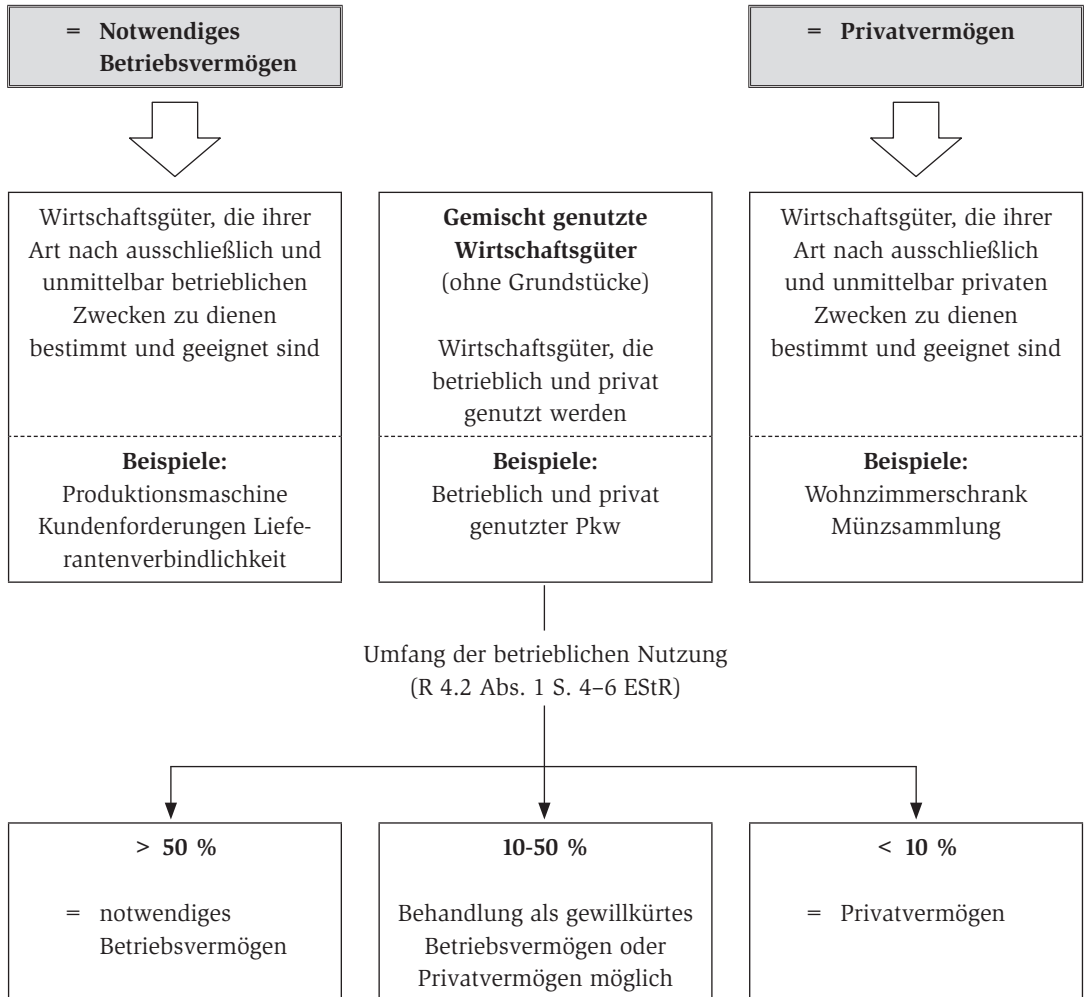 = Notwendiges
Betriebsvermögen
= Privatvermögen
Wirtschaftsgüter, die ihrer
Art nach ausschließlich und
unmittelbar betrieblichen
Zwecken zu dienen
bestimmt und geeignet sind
Beispiele:
Produktionsmaschine
Kundenforderungen Liefe-
rantenverbindlichkeit
Gemischt genutzte
Wirtschaftsgüter
(ohne Grundstücke)
Wirtschaftsgüter, die
betrieblich und privat
genutzt werden
Beispiele:
Betrieblich und privat
genutzter Pkw
Wirtschaftsgüter, die ihrer
Art nach ausschließlich
und unmittelbar privaten
Zwecken zu dienen
bestimmt und geeignet sind
Beispiele:
Wohnzimmerschrank
Münzsammlung
Umfang der betrieblichen Nutzung
(R 4.2 Abs. 1 S. 4–6 EStR)
> 50 %
= notwendiges
Betriebsvermögen
10-50 %
Behandlung als gewillkürtes
Betriebsvermögen oder
Privatvermögen möglich
< 10 %
= Privatvermögen